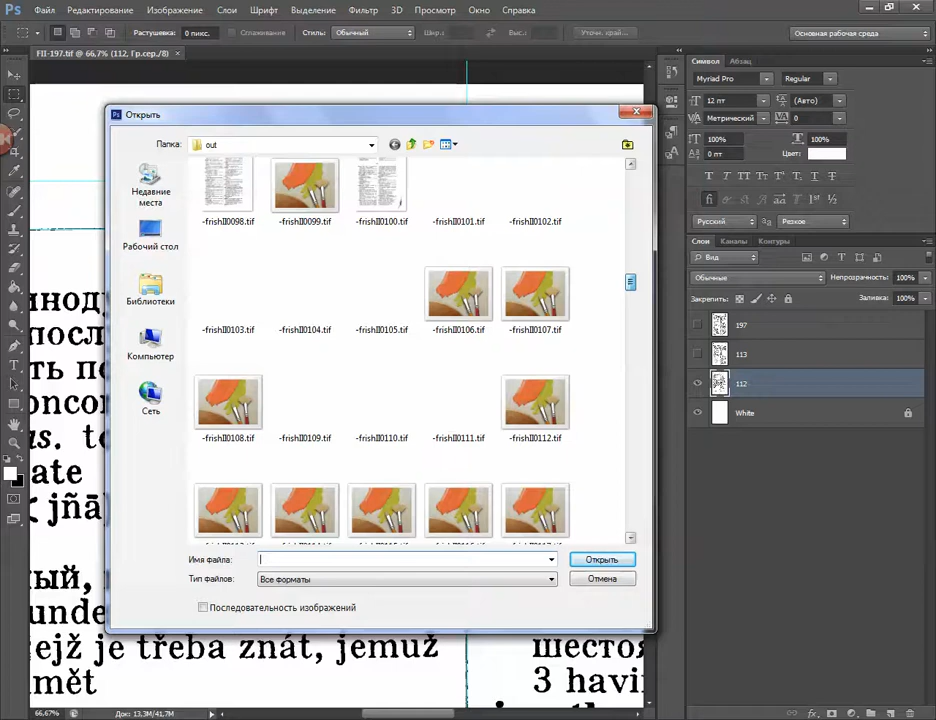 Ps Файл Редактирование Изображение Слои Шрифт Выделение Фильтр 3D Просмотр Окно Справка
Растушевка: 0 пикс. Сглаживание Стиль: Обычный Шир.: Выс.: Уточн. край... Основная рабочая среда
FII-197.tif @ 66,7% (112, Гр.сер./8) ×
Открыть
Папка: out
Недавние места
Рабочий стол
Библиотеки
Компьютер
Сеть
-frishII0098.tif -frishII0099.tif -frishII0100.tif -frishII0101.tif -frishII0102.tif
-frishII0103.tif -frishII0104.tif -frishII0105.tif -frishII0106.tif -frishII0107.tif
-frishII0108.tif -frishII0109.tif -frishII0110.tif -frishII0111.tif -frishII0112.tif
Имя файла: Открыть
Тип файлов: Все форматы Отмена
Последовательность изображений
Символ Абзац
Myriad Pro Regular
12 пт (Авто)
Метрический 0
100% 100%
0 пт Цвет:
Русский Резкое
Слои Каналы Контуры
Вид
Обычные Непрозрачность: 100%
Закрепить: Заливка: 100%
197
113
112
White
инод
посл
ть по
oncor
as. to
ate
jñā
ый,
unde
ejž je třeba znát, jemuž
mět
шесто
3 havi
66,67% Док: 13,3M/41,7M